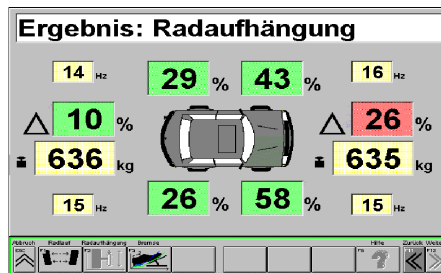 Ergebnis: Radaufhängung
14 Hz 29 % 43 % 16 Hz
10 % 26 %
636 kg 635 kg
15 Hz 26 % 58 % 15 Hz
Abbruch Radlauf Radaufhängung Bremse Hilfe Zurück Weiter